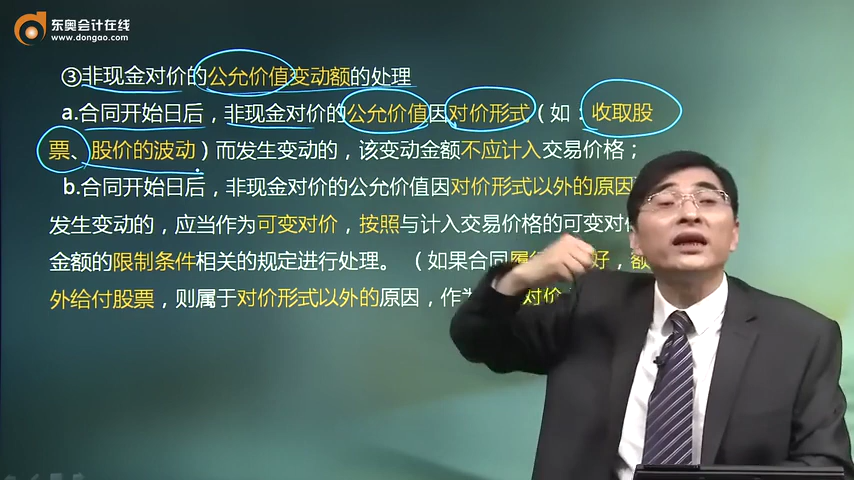 东奥会计在线
www.dongao.com
③非现金对价的公允价值变动额的处理
a.合同开始日后，非现金对价的公允价值因对价形式（如：收取股
票、股价的波动）而发生变动的，该变动金额不应计入交易价格；
b.合同开始日后，非现金对价的公允价值因对价形式以外的原因
发生变动的，应当作为可变对价，按照与计入交易价格的可变对价
金额的限制条件相关的规定进行处理。（如果合同履行 好，额
外给付股票，则属于对价形式以外的原因，作为 对价